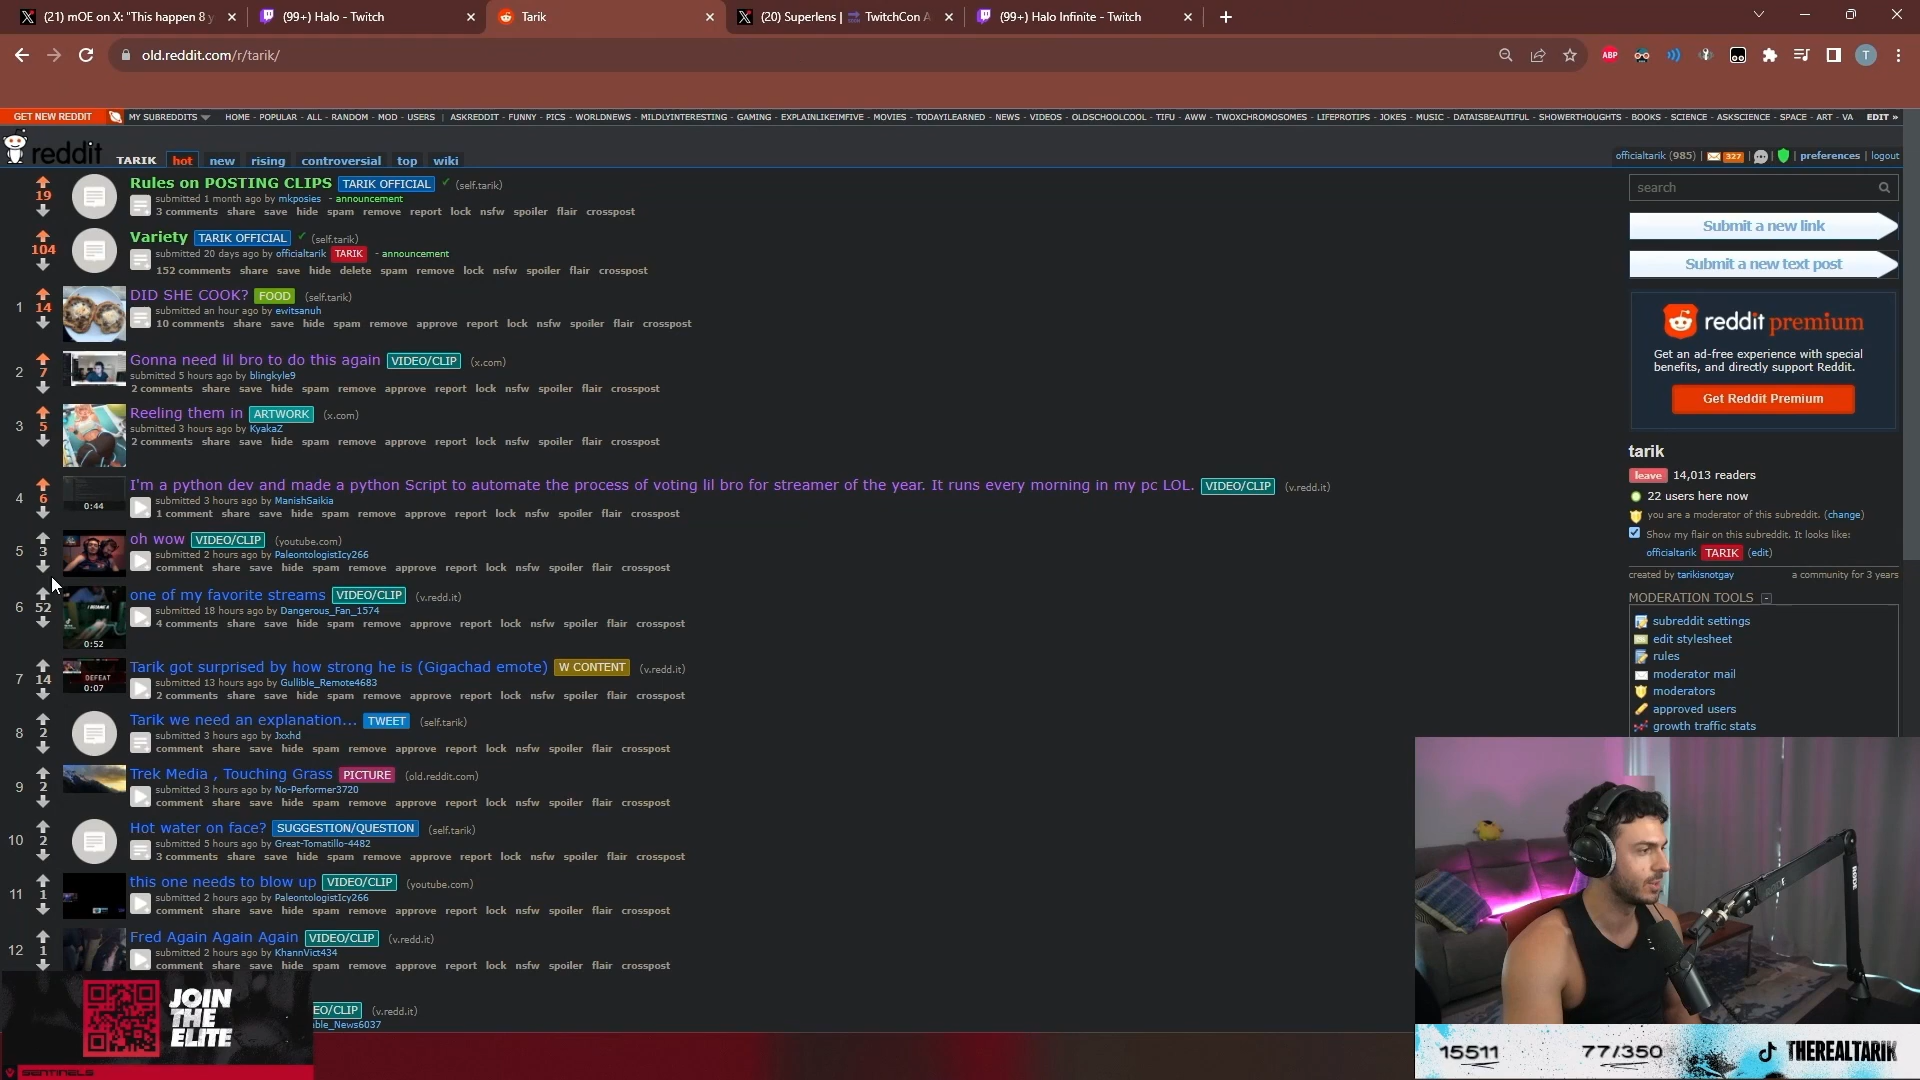 (21) mOE on X: "This happen 8 y
(99+) Halo - Twitch
Tarik
(20) Superlens | TwitchCon A
(99+) Halo Infinite - Twitch
old.reddit.com/r/tarik/
ABP
T
GET NEW REDDIT MY SUBREDDITS HOME - POPULAR - ALL - RANDOM - MOD - USERS | ASKREDDIT - FUNNY - PICS - WORLDNEWS - MILDLYINTERESTING - GAMING - EXPLAINLIKEIMFIVE - MOVIES - TODAYILEARNED - NEWS - VIDEOS - OLDSCHOOLCOOL - TIFU - AWW - TWOXCHROMOSOMES - LIFEPROTIPS - JOKES - MUSIC - DATAISBEAUTIFUL - SHOWERTHOUGHTS - BOOKS - SCIENCE - ASKSCIENCE - SPACE - ART - VA EDIT »
reddit TARIK hot new rising controversial top wiki
officialtarik (985) | 327 | | | preferences | logout
19
Rules on POSTING CLIPS TARIK OFFICIAL ✓ (self.tarik)
submitted 1 month ago by mkposies - announcement
3 comments share save hide spam remove report lock nsfw spoiler flair crosspost
104
Variety TARIK OFFICIAL ✓ (self.tarik)
submitted 20 days ago by officialtarik TARIK - announcement
152 comments share save hide delete spam remove lock nsfw spoiler flair crosspost
1 14
DID SHE COOK? FOOD (self.tarik)
submitted an hour ago by ewitsanuh
10 comments share save hide spam remove approve report lock nsfw spoiler flair crosspost
2 7
Gonna need lil bro to do this again VIDEO/CLIP (x.com)
submitted 5 hours ago by blingkyle9
2 comments share save hide spam remove approve report lock nsfw spoiler flair crosspost
3 5
Reeling them in ARTWORK (x.com)
submitted 3 hours ago by KyakaZ
2 comments share save hide spam remove approve report lock nsfw spoiler flair crosspost
4 6
0:44
I'm a python dev and made a python Script to automate the process of voting lil bro for streamer of the year. It runs every morning in my pc LOL. VIDEO/CLIP (v.redd.it)
submitted 3 hours ago by ManishSaikia
1 comment share save hide spam remove approve report lock nsfw spoiler flair crosspost
5 3
oh wow VIDEO/CLIP (youtube.com)
submitted 2 hours ago by PaleontologistIcy266
comment share save hide spam remove approve report lock nsfw spoiler flair crosspost
6 52
0:52
one of my favorite streams VIDEO/CLIP (v.redd.it)
submitted 18 hours ago by Dangerous_Fan_1574
4 comments share save hide spam remove approve report lock nsfw spoiler flair crosspost
7 14
DEFEAT
0:07
Tarik got surprised by how strong he is (Gigachad emote) W CONTENT (v.redd.it)
submitted 13 hours ago by Gullible_Remote4683
2 comments share save hide spam remove approve report lock nsfw spoiler flair crosspost
8 2
Tarik we need an explanation... TWEET (self.tarik)
submitted 3 hours ago by Jxxhd
comment share save hide spam remove approve report lock nsfw spoiler flair crosspost
9 2
Trek Media , Touching Grass PICTURE (old.reddit.com)
submitted 3 hours ago by No-Performer3720
comment share save hide spam remove approve report lock nsfw spoiler flair crosspost
10 2
Hot water on face? SUGGESTION/QUESTION (self.tarik)
submitted 5 hours ago by Great-Tomatillo-4482
3 comments share save hide spam remove approve report lock nsfw spoiler flair crosspost
11 1
this one needs to blow up VIDEO/CLIP (youtube.com)
submitted 2 hours ago by PaleontologistIcy266
comment share save hide spam remove approve report lock nsfw spoiler flair crosspost
12 1
Fred Again Again Again VIDEO/CLIP (v.redd.it)
submitted 2 hours ago by KhannVict434
comment share save hide spam remove approve report lock nsfw spoiler flair crosspost
EO/CLIP (v.redd.it)
ble_News6037
search
Submit a new link
Submit a new text post
reddit premium
Get an ad-free experience with special
benefits, and directly support Reddit.
Get Reddit Premium
tarik
leave 14,013 readers
22 users here now
you are a moderator of this subreddit. (change)
Show my flair on this subreddit. It looks like:
officialtarik TARIK (edit)
created by tarikisnotgay a community for 3 years
MODERATION TOOLS -
subreddit settings
edit stylesheet
rules
moderator mail
moderators
approved users
growth traffic stats
JOIN
THE
ELITE
SENTINELS
RODE
15511 77/350 THEREALTARIK